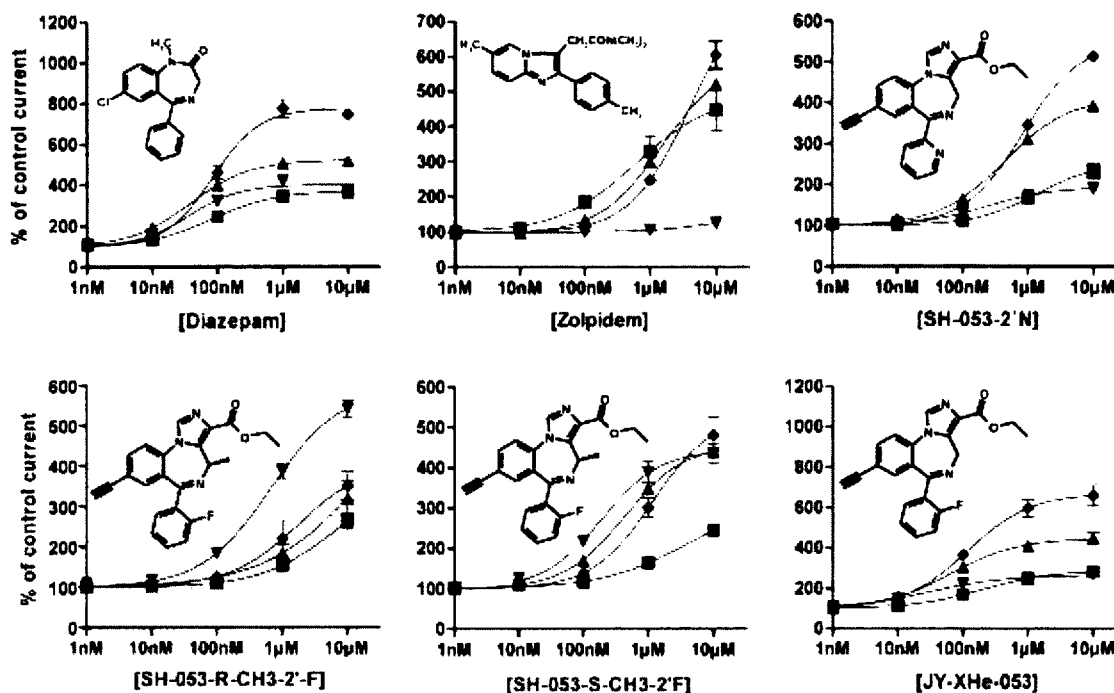 1200
1000
800
600
400
200
0
% of control current
H₃C
N
O
Cl
N
1nM 10nM 100nM 1µM 10µM
[Diazepam]
700
600
500
400
300
200
100
0
H₃C
N
N
CH₃
1nM 10nM 100nM 1µM 10µM
[Zolpidem]
600
500
400
300
200
100
0
N
N
O
O
N
N
1nM 10nM 100nM 1µM 10µM
[SH-053-2'N]
600
500
400
300
200
100
0
% of control current
N
N
O
O
N
F
1nM 10nM 100nM 1µM 10µM
[SH-053-R-CH3-2'-F]
600
500
400
300
200
100
0
N
N
O
O
N
F
1nM 10nM 100nM 1µM 10µM
[SH-053-S-CH3-2'F]
1200
1000
800
600
400
200
0
N
N
O
O
N
F
1nM 10nM 100nM 1µM 10µM
[JY-XHe-053]